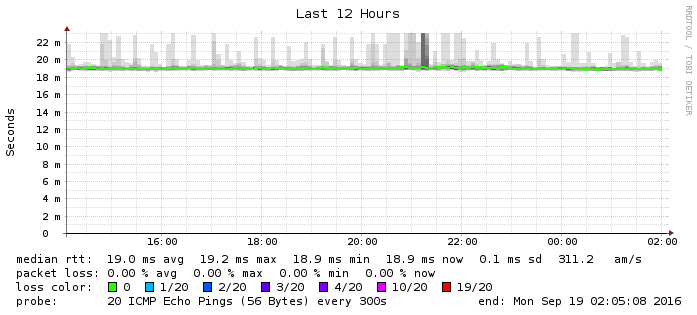 Last 12 Hours
RRDTOOL / TOBI OETIKER
Seconds
22 m
20 m
18 m
16 m
14 m
12 m
10 m
8 m
6 m
4 m
2 m
0
16:00 18:00 20:00 22:00 00:00 02:00
median rtt: 19.0 ms avg 19.2 ms max 18.9 ms min 18.9 ms now 0.1 ms sd 311.2 am/s
packet loss: 0.00 % avg 0.00 % max 0.00 % min 0.00 % now
loss color: 0 1/20 2/20 3/20 4/20 10/20 19/20
probe: 20 ICMP Echo Pings (56 Bytes) every 300s end: Mon Sep 19 02:05:08 2016